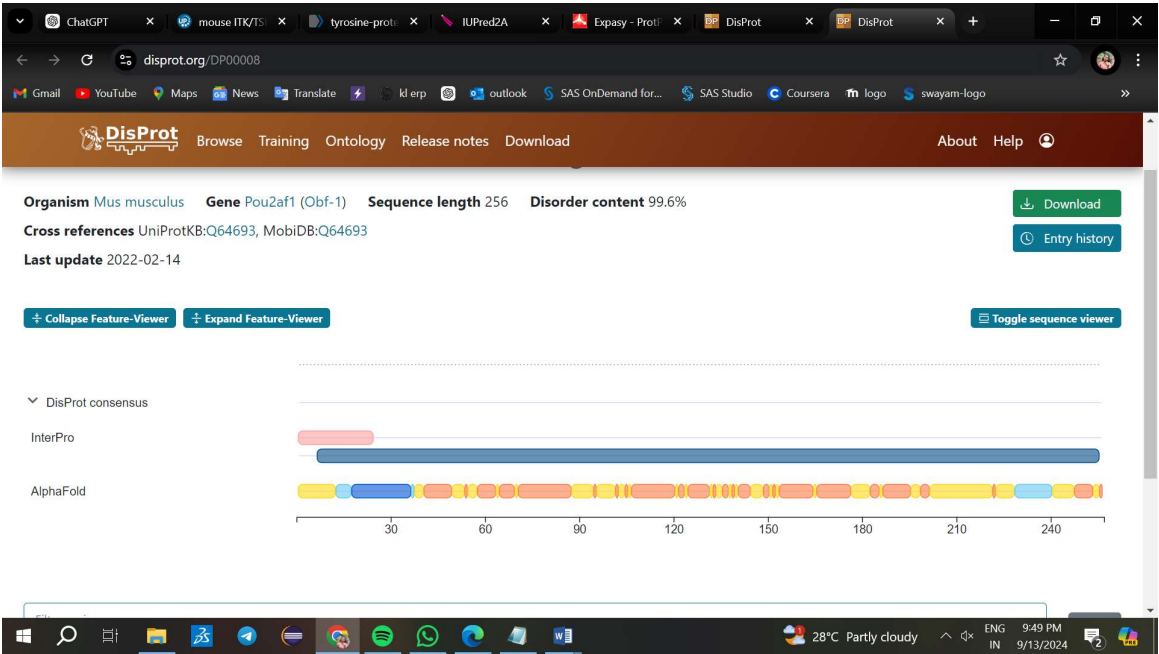 ChatGPT
mouse ITK/TS
tyrosine-prote
IUPred2A
Expasy - ProtP
DisProt
DisProt
disprot.org/DP00008
Gmail YouTube Maps News Translate kl erp outlook SAS OnDemand for... SAS Studio Coursera logo swayam-logo
DisProt Browse Training Ontology Release notes Download About Help
Organism Mus musculus Gene Pou2af1 (Obf-1) Sequence length 256 Disorder content 99.6%
Download
Cross references UniProtKB:Q64693, MobiDB:Q64693
Entry history
Last update 2022-02-14
Collapse Feature-Viewer Expand Feature-Viewer Toggle sequence viewer
DisProt consensus
InterPro
AlphaFold
30 60 90 120 150 180 210 240
28°C Partly cloudy
ENG
IN
9:49 PM
9/13/2024
2